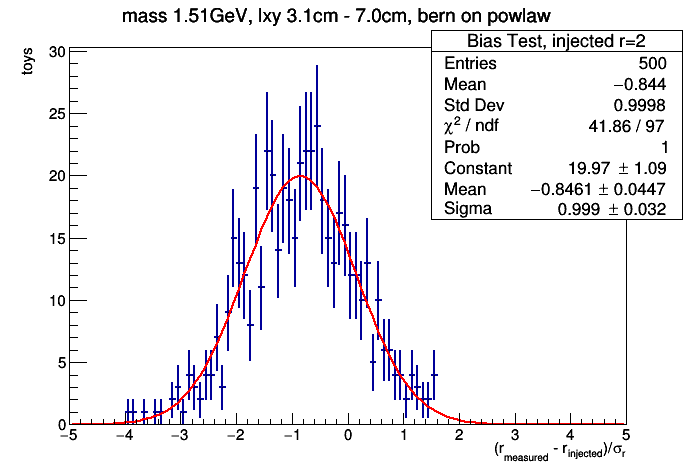 mass 1.51GeV, lxy 3.1cm - 7.0cm, bern on powlaw
Bias Test, injected r=2
Entries 500
Mean −0.844
Std Dev 0.9998
χ² / ndf 41.86 / 97
Prob 1
Constant 19.97 ± 1.09
Mean −0.8461 ± 0.0447
Sigma 0.999 ± 0.032
toys
30
25
20
15
10
5
0
−5 −4 −3 −2 −1 0 1 2 3 4 5
(r_measured - r_injected)/σ_r